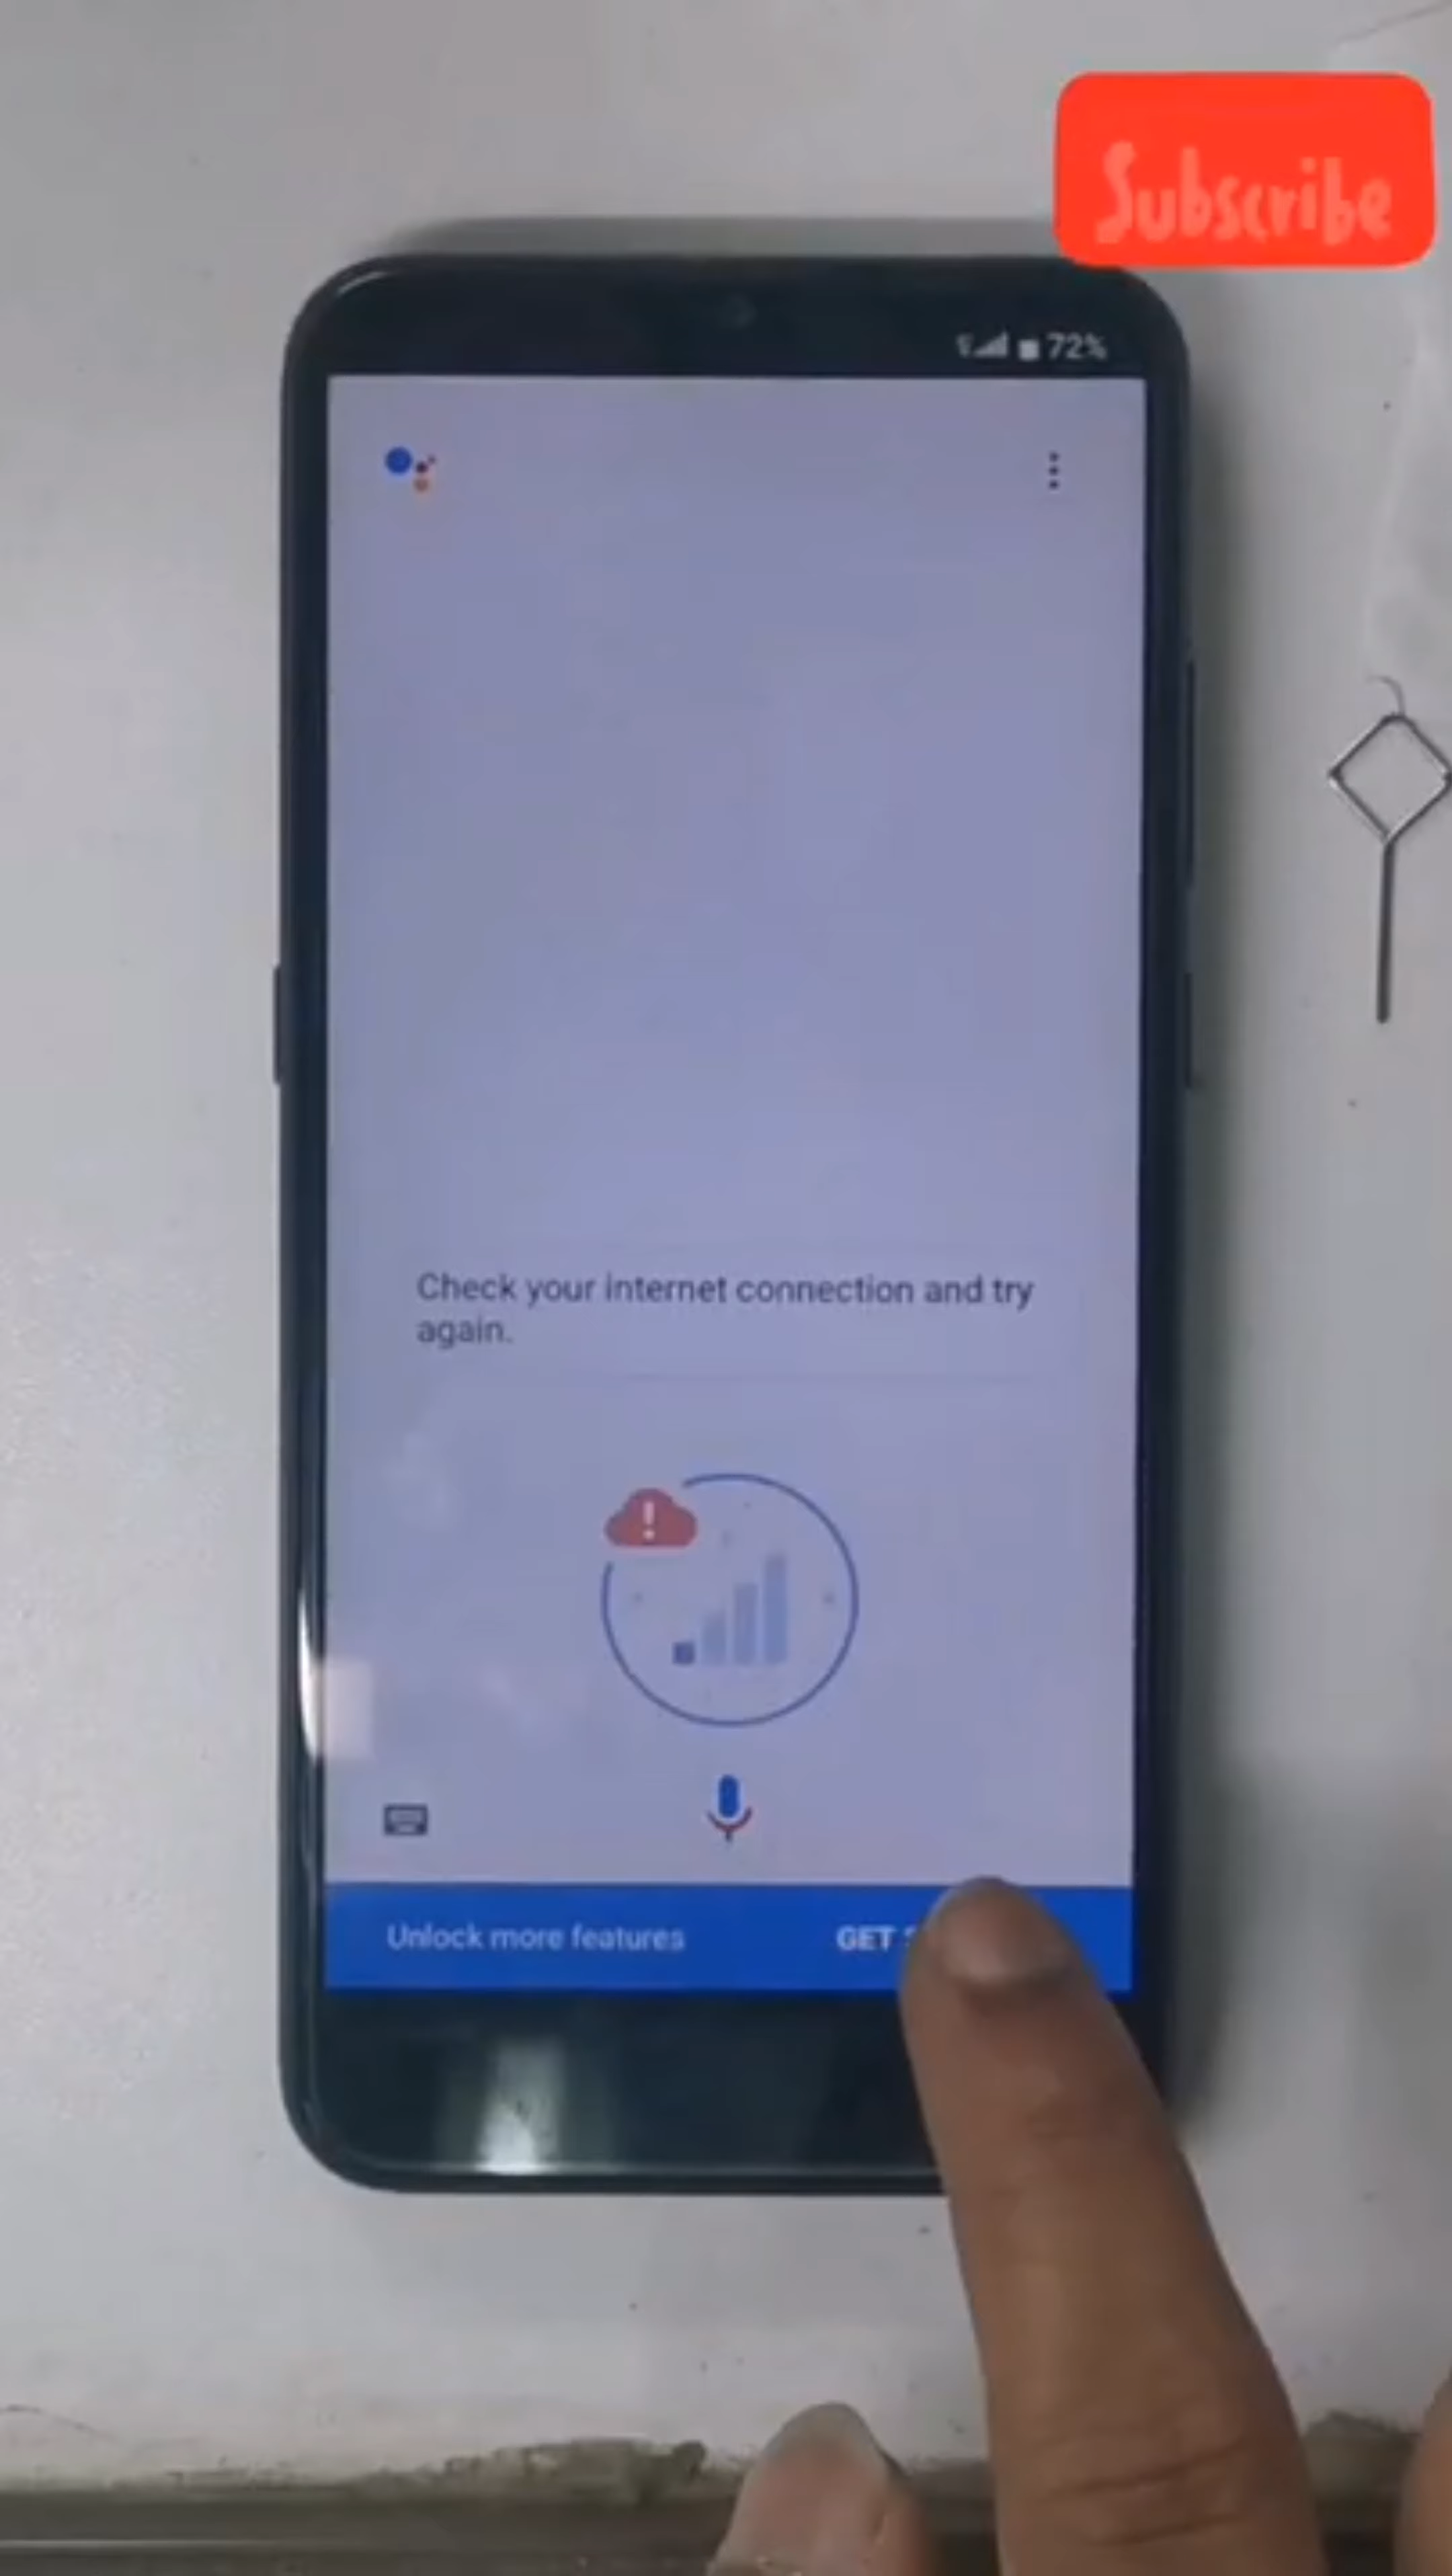 Subscribe
72%
Check your internet connection and try
again.
Unlock more features
GET